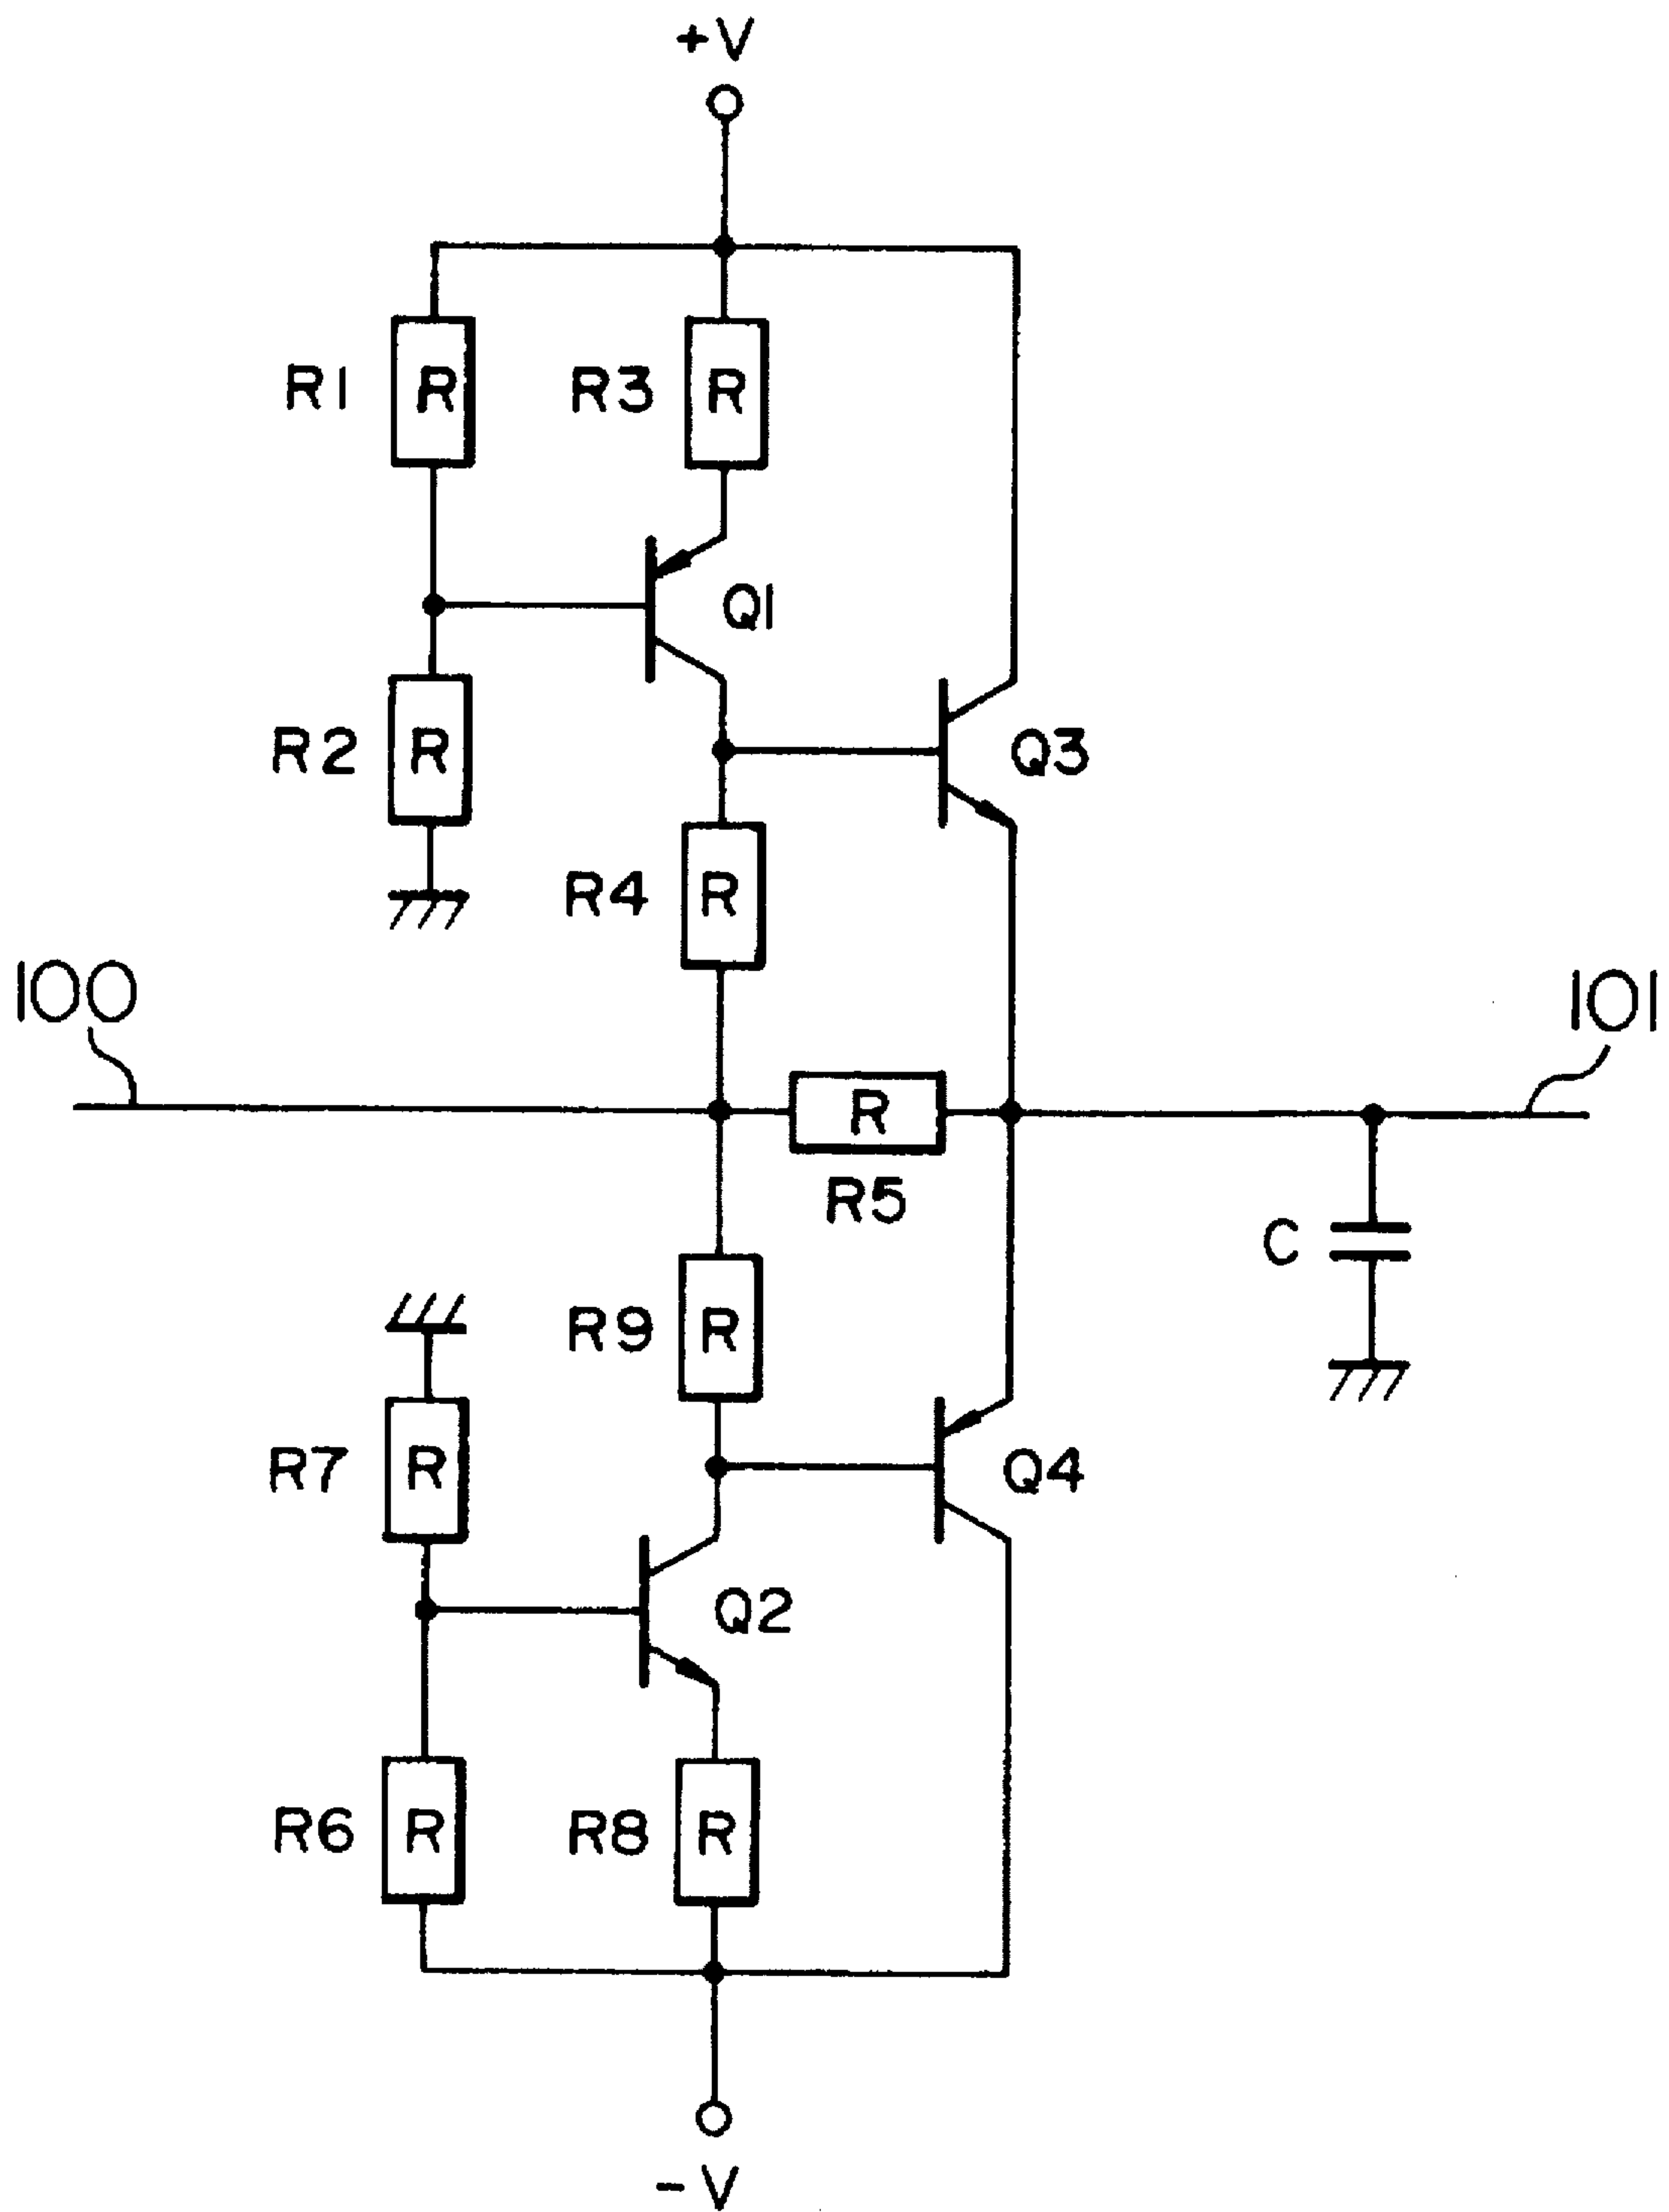 +V
R1 R R3 R
Q1
R2 R Q3
R4 R
100 101
R
R5
C
R9 R
R7 R Q4
Q2
R6 R R8 R
-V